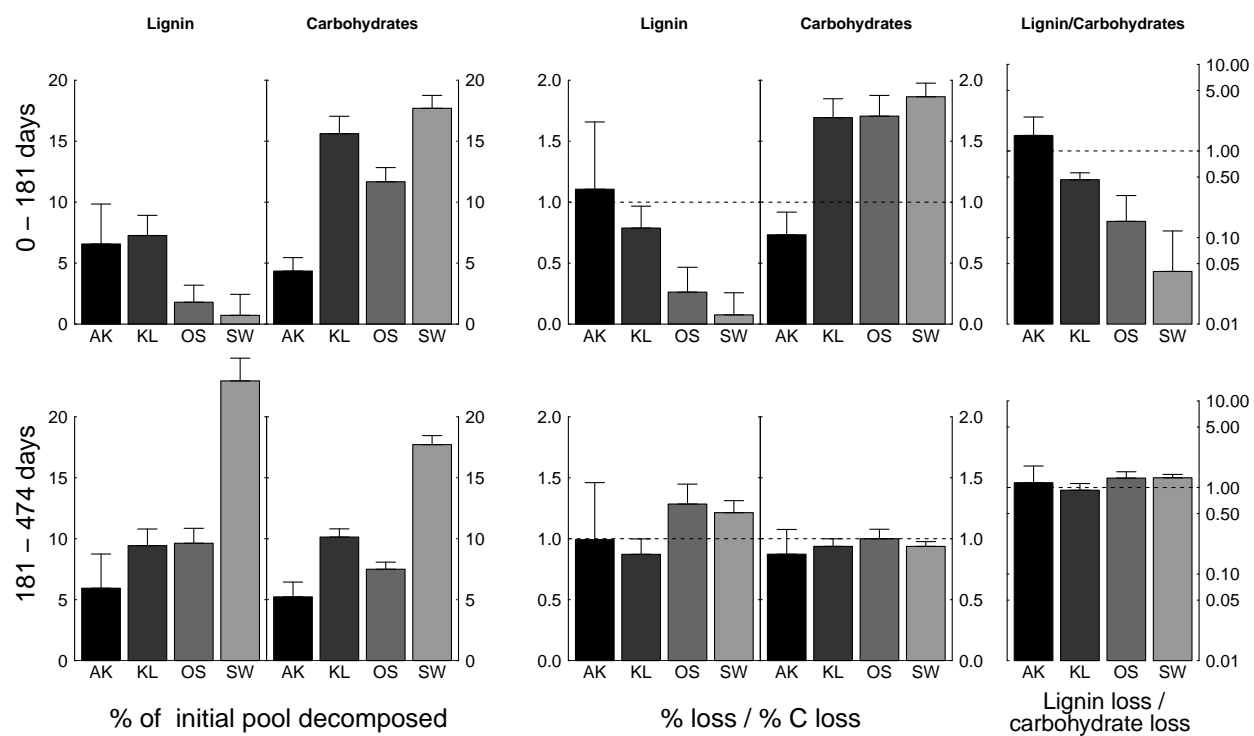 Lignin Carbohydrates Lignin Carbohydrates Lignin/Carbohydrates
0 – 181 days
20 20 2.0 2.0 10.00
5.00
15 15 1.5 1.5
1.00
10 10 1.0 1.0 0.50
5 5 0.5 0.5 0.10
0.05
0 0 0.0 0.0 0.01
AK KL OS SW AK KL OS SW AK KL OS SW AK KL OS SW AK KL OS SW
181 – 474 days
20 20 2.0 2.0 10.00
5.00
15 15 1.5 1.5
1.00
10 10 1.0 1.0 0.50
5 5 0.5 0.5 0.10
0.05
0 0 0.0 0.0 0.01
AK KL OS SW AK KL OS SW AK KL OS SW AK KL OS SW AK KL OS SW
% of initial pool decomposed
% loss / % C loss
Lignin loss /
carbohydrate loss